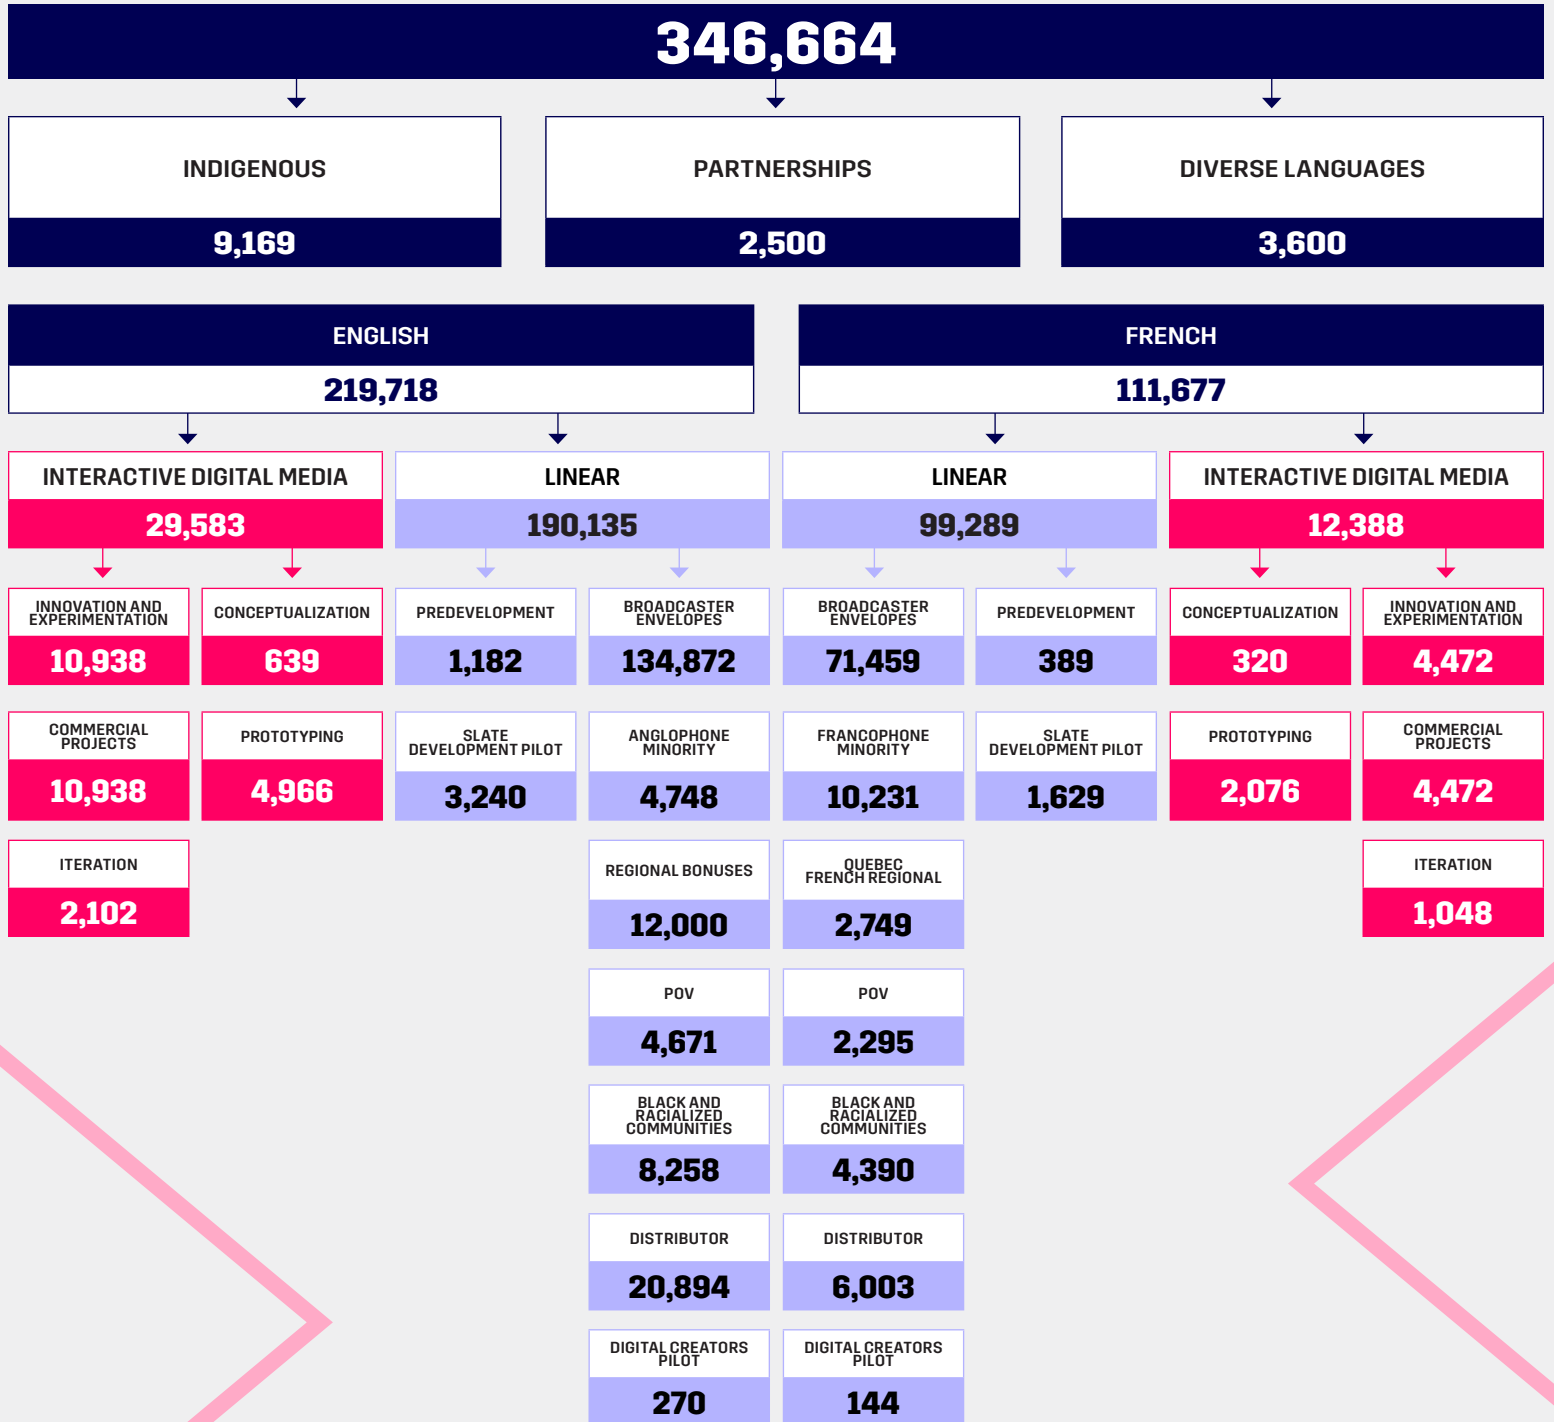 346,664
INDIGENOUS
9,169
PARTNERSHIPS
2,500
DIVERSE LANGUAGES
3,600
ENGLISH
219,718
FRENCH
111,677
INTERACTIVE DIGITAL MEDIA
29,583
LINEAR
190,135
LINEAR
99,289
INTERACTIVE DIGITAL MEDIA
12,388
INNOVATION AND
EXPERIMENTATION
10,938
CONCEPTUALIZATION
639
PREDEVELOPMENT
1,182
BROADCASTER
ENVELOPES
134,872
BROADCASTER
ENVELOPES
71,459
PREDEVELOPMENT
389
CONCEPTUALIZATION
320
INNOVATION AND
EXPERIMENTATION
4,472
COMMERCIAL
PROJECTS
10,938
PROTOTYPING
4,966
SLATE
DEVELOPMENT PILOT
3,240
ANGLOPHONE
MINORITY
4,748
FRANCOPHONE
MINORITY
10,231
SLATE
DEVELOPMENT PILOT
1,629
PROTOTYPING
2,076
COMMERCIAL
PROJECTS
4,472
ITERATION
2,102
REGIONAL BONUSES
12,000
QUEBEC
FRENCH REGIONAL
2,749
ITERATION
1,048
POV
4,671
POV
2,295
BLACK AND
RACIALIZED
COMMUNITIES
8,258
BLACK AND
RACIALIZED
COMMUNITIES
4,390
DISTRIBUTOR
20,894
DISTRIBUTOR
6,003
DIGITAL CREATORS
PILOT
270
DIGITAL CREATORS
PILOT
144